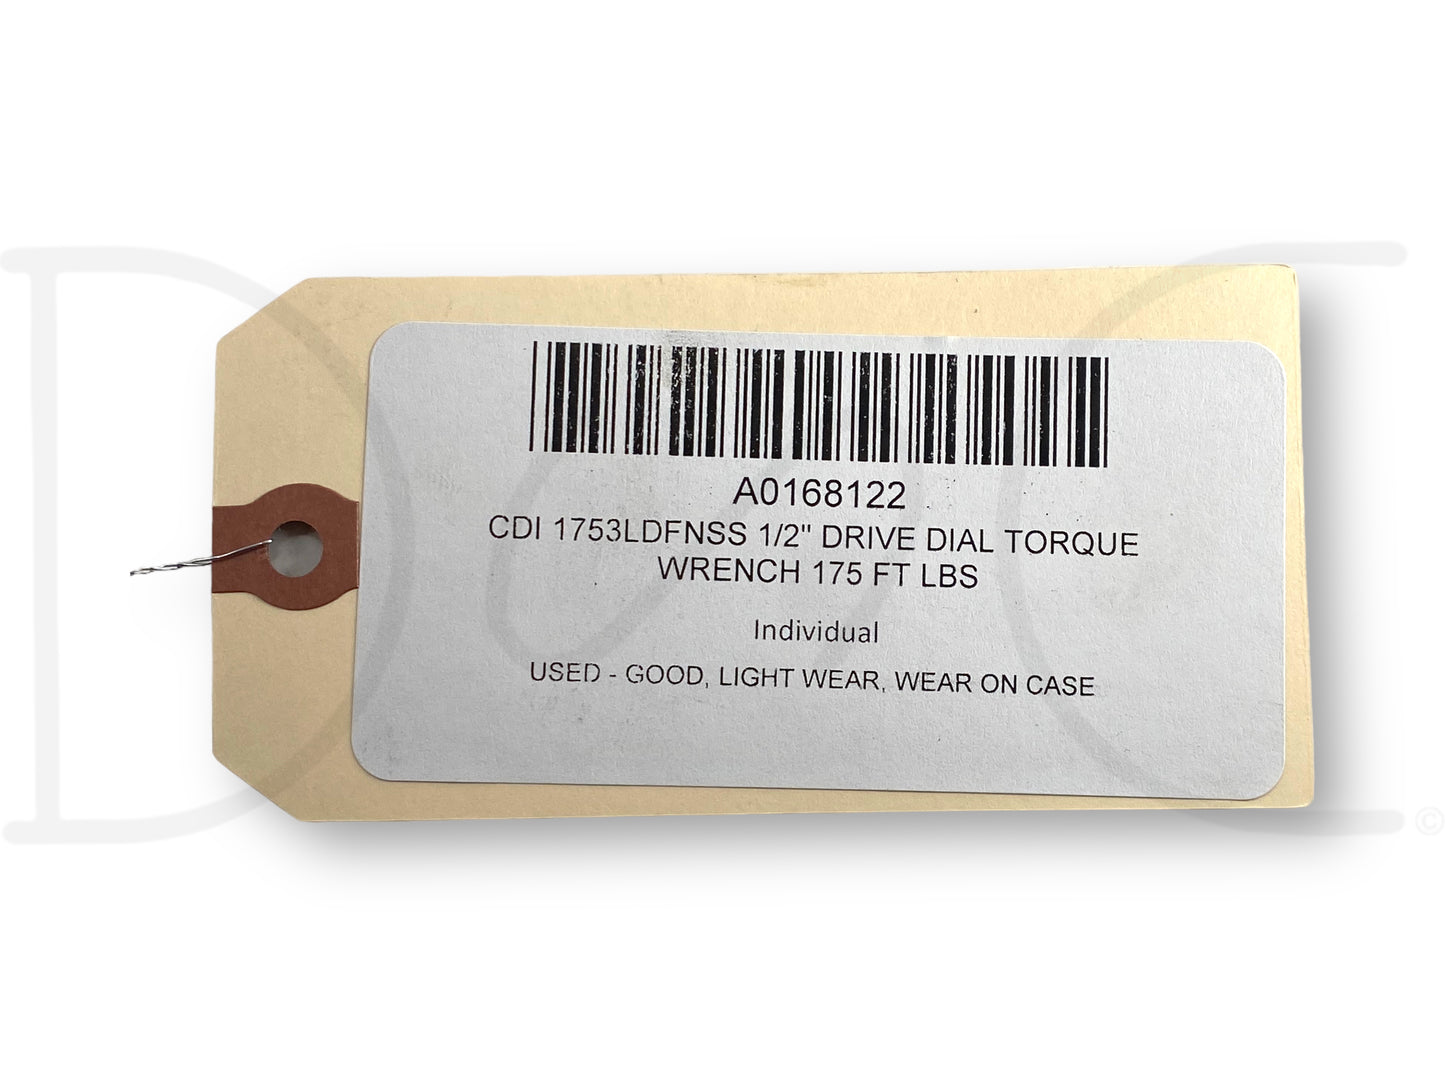 A0168122
CDI 1753LDFNSS 1/2" DRIVE DIAL TORQUE
WRENCH 175 FT LBS
Individual
USED - GOOD, LIGHT WEAR, WEAR ON CASE
©